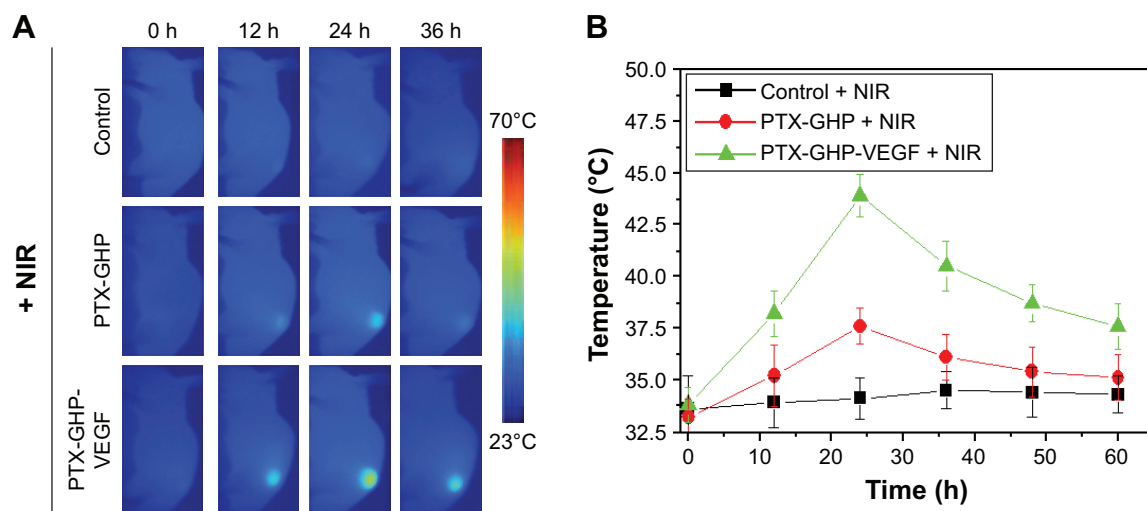 A
0 h 12 h 24 h 36 h
+ NIR
Control
PTX-GHP
PTX-GHP-
VEGF
70°C
23°C
B
50.0
47.5
45.0
42.5
40.0
37.5
35.0
32.5
Temperature (°C)
Control + NIR
PTX-GHP + NIR
PTX-GHP-VEGF + NIR
0 10 20 30 40 50 60
Time (h)